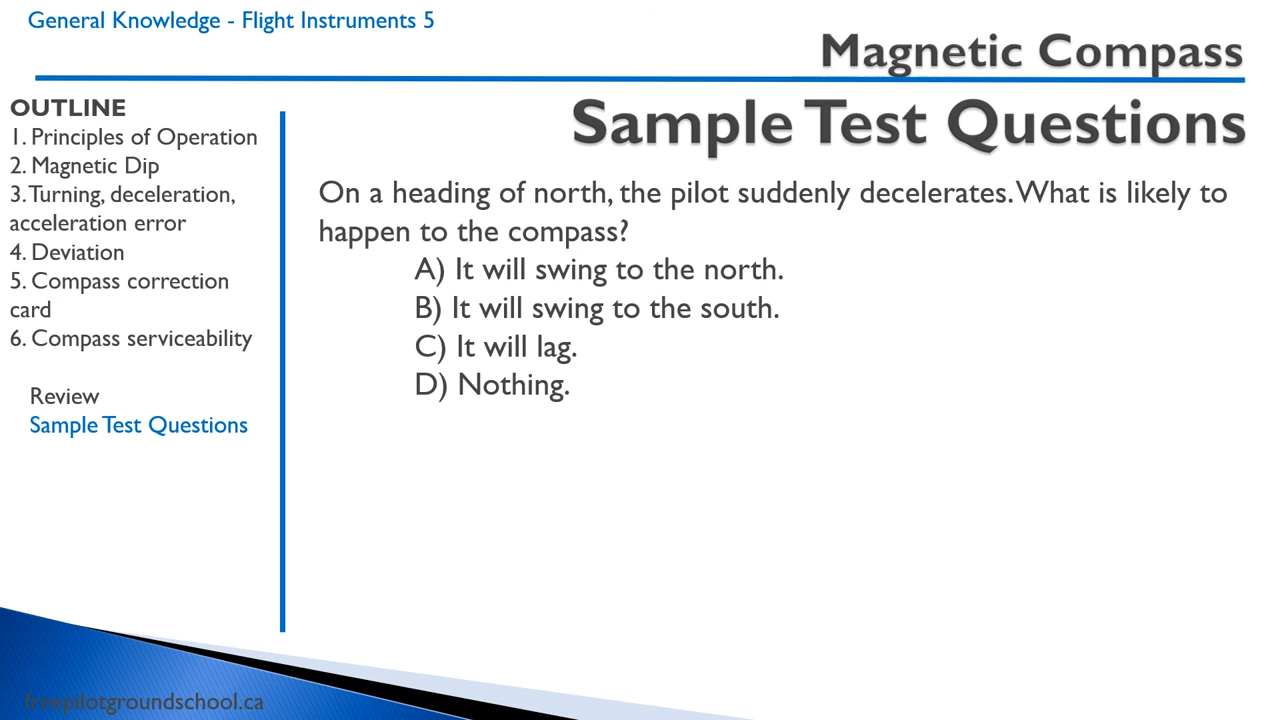 General Knowledge - Flight Instruments 5
Magnetic Compass
Sample Test Questions
OUTLINE
1. Principles of Operation
2. Magnetic Dip
3. Turning, deceleration,
acceleration error
4. Deviation
5. Compass correction
card
6. Compass serviceability
Review
Sample Test Questions
On a heading of north, the pilot suddenly decelerates. What is likely to
happen to the compass?
A) It will swing to the north.
B) It will swing to the south.
C) It will lag.
D) Nothing.
freepilotgroundschool.ca